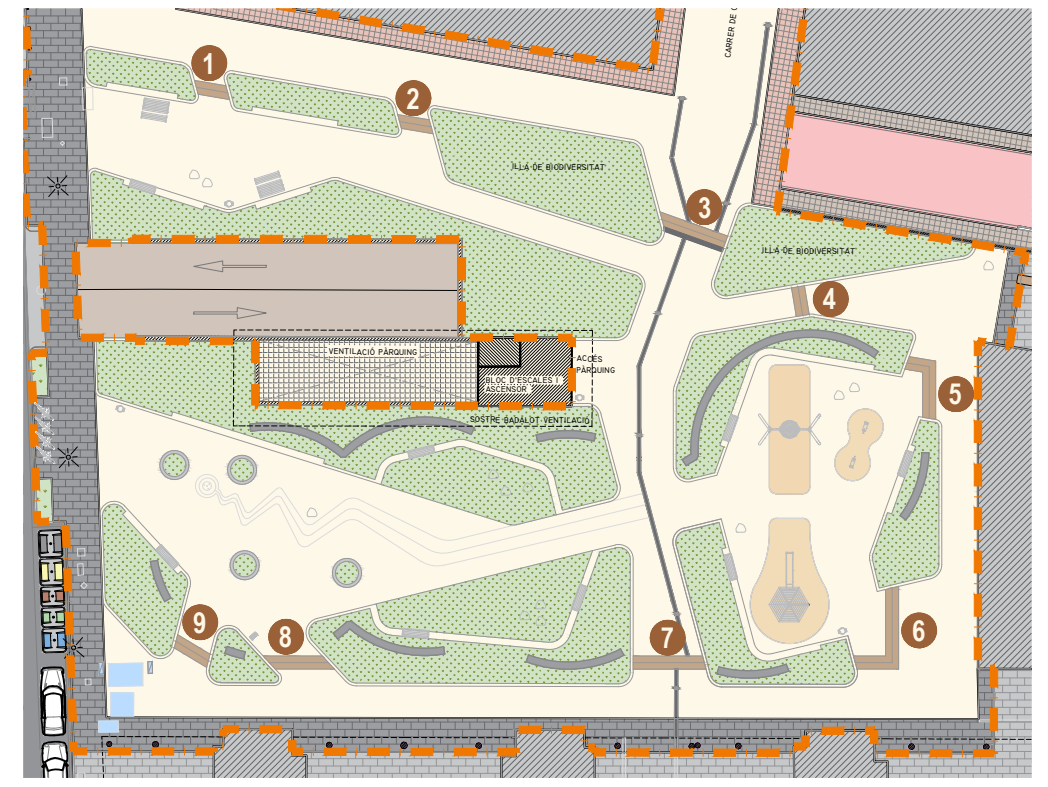 CARRER DE C
1
2
ILLA DE BIODIVERSITAT
3
ILLA DE BIODIVERSITAT
4
VENTILACIÓ PÀRQUING
ACCÉS
PÀRQUING
BLOC D'ESCALES I
ASCENSOR
5
SOSTRE BADALOT VENTILACIÓ
9
8
7
6